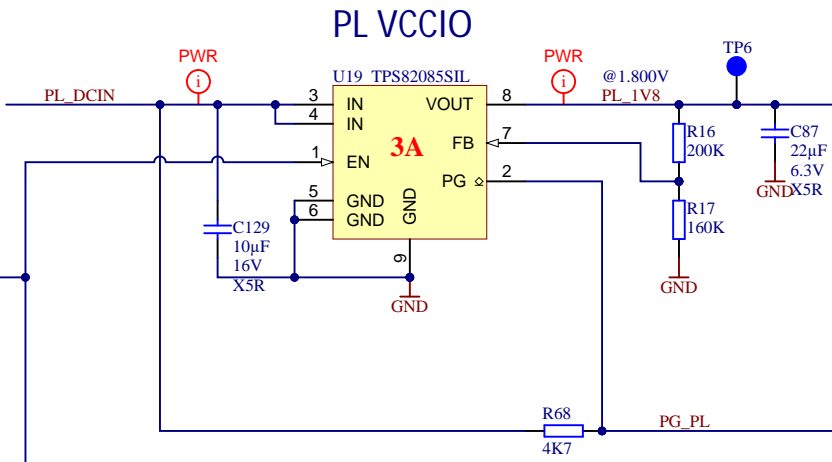 PL VCCIO
PWR
PWR
TP6
U19 TPS82085SIL
@1.800V
PL_DCIN
PL_1V8
3 IN
VOUT 8
4 IN
1 EN
3A
FB 7
PG 2
5 GND
6 GND
GND
9
R16
200K
C87
22µF
6.3V
X5R
GND
R17
160K
GND
C129
10µF
16V
X5R
GND
R68
4K7
PG_PL
i
i